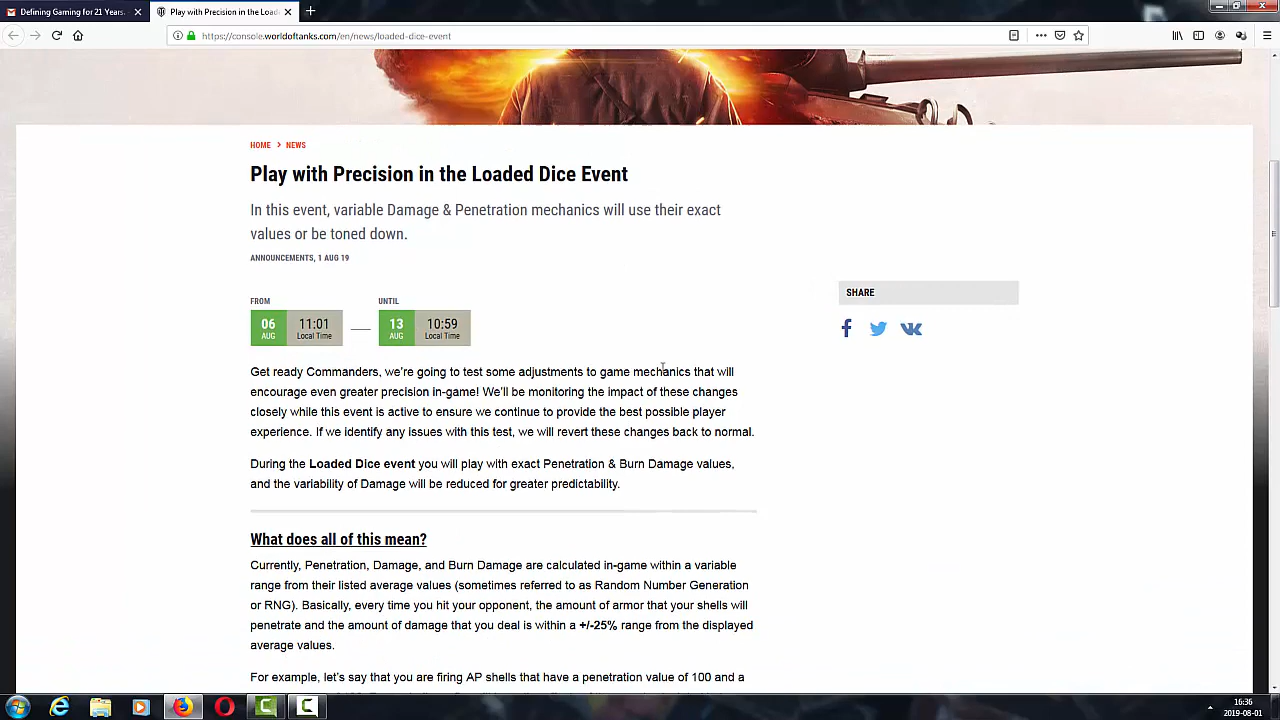 Defining Gaming for 21 Years.
Play with Precision in the Loade
https://console.worldoftanks.com/en/news/loaded-dice-event
HOME > NEWS
Play with Precision in the Loaded Dice Event
In this event, variable Damage & Penetration mechanics will use their exact
values or be toned down.
ANNOUNCEMENTS, 1 AUG 19
FROM
UNTIL
06 AUG 11:01 Local Time
13 AUG 10:59 Local Time
SHARE
Get ready Commanders, we're going to test some adjustments to game mechanics that will
encourage even greater precision in-game! We'll be monitoring the impact of these changes
closely while this event is active to ensure we continue to provide the best possible player
experience. If we identify any issues with this test, we will revert these changes back to normal.
During the Loaded Dice event you will play with exact Penetration & Burn Damage values,
and the variability of Damage will be reduced for greater predictability.
What does all of this mean?
Currently, Penetration, Damage, and Burn Damage are calculated in-game within a variable
range from their listed average values (sometimes referred to as Random Number Generation
or RNG). Basically, every time you hit your opponent, the amount of armor that your shells will
penetrate and the amount of damage that you deal is within a +/-25% range from the displayed
average values.
For example, let's say that you are firing AP shells that have a penetration value of 100 and a
16:36
2019-08-01